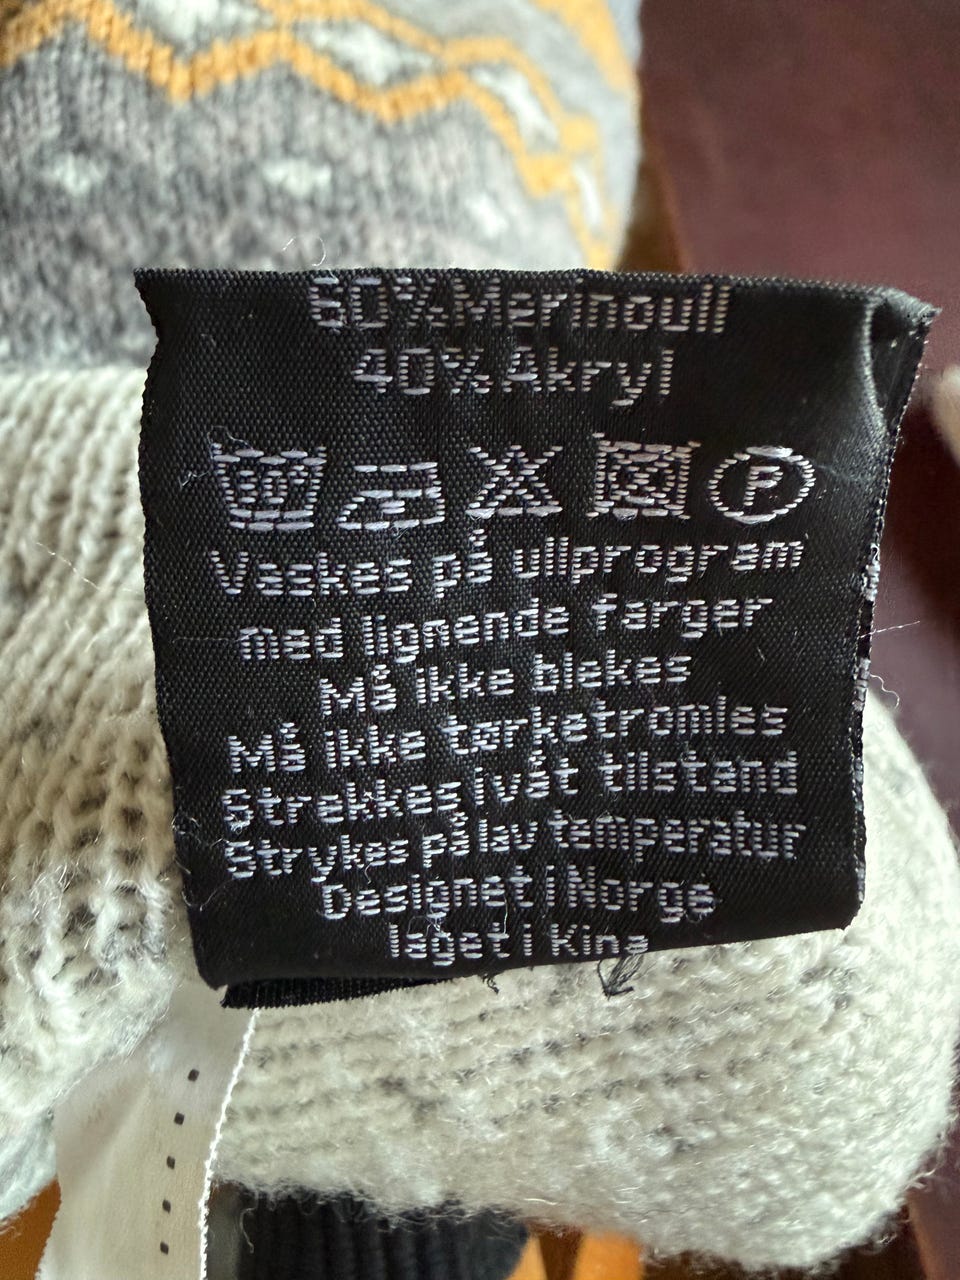 60% Merinoull
40% Akryl
30°
P
Vaskes på ullprogram
med lignende farger
Må ikke blekes
Må ikke tørketromles
Strekkes i våt tilstand
Strykes på lav temperatur
Designet i Norge
laget i Kina